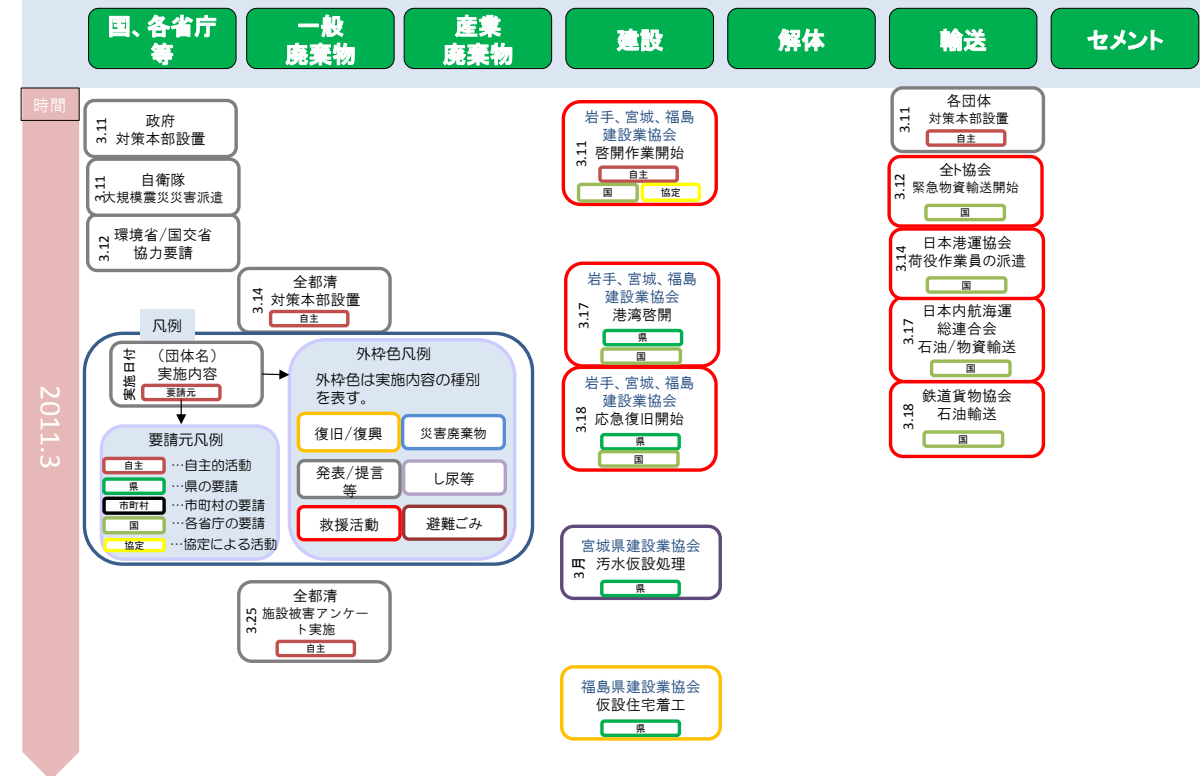 国、各省庁
等
一般
廃棄物
産業
廃棄物
建設
解体
輸送
セメント
時間
2011.3
3.11
政府
対策本部設置
3.11
自衛隊
大規模震災災害派遣
3.12
環境省/国交省
協力要請
3.14
全都清
対策本部設置
自主
凡例
実施日付
(団体名)
実施内容
要請元
要請元凡例
自主
…自主的活動
県
…県の要請
市町村
…市町村の要請
国
…各省庁の要請
協定
…協定による活動
外枠色凡例
外枠色は実施内容の種別
を表す。
復旧/復興
災害廃棄物
発表/提言
等
し尿等
救援活動
避難ごみ
3.25
全都清
施設被害アンケー
ト実施
自主
3.11
岩手、宮城、福島
建設業協会
啓開作業開始
自主
国
協定
3.17
岩手、宮城、福島
建設業協会
港湾啓開
県
国
3.18
岩手、宮城、福島
建設業協会
応急復旧開始
県
国
3月
宮城県建設業協会
汚水仮設処理
県
福島県建設業協会
仮設住宅着工
県
3.11
各団体
対策本部設置
自主
3.12
全ト協会
緊急物資輸送開始
国
3.14
日本港運協会
荷役作業員の派遣
国
3.17
日本内航海運
総連合会
石油/物資輸送
国
3.18
鉄道貨物協会
石油輸送
国